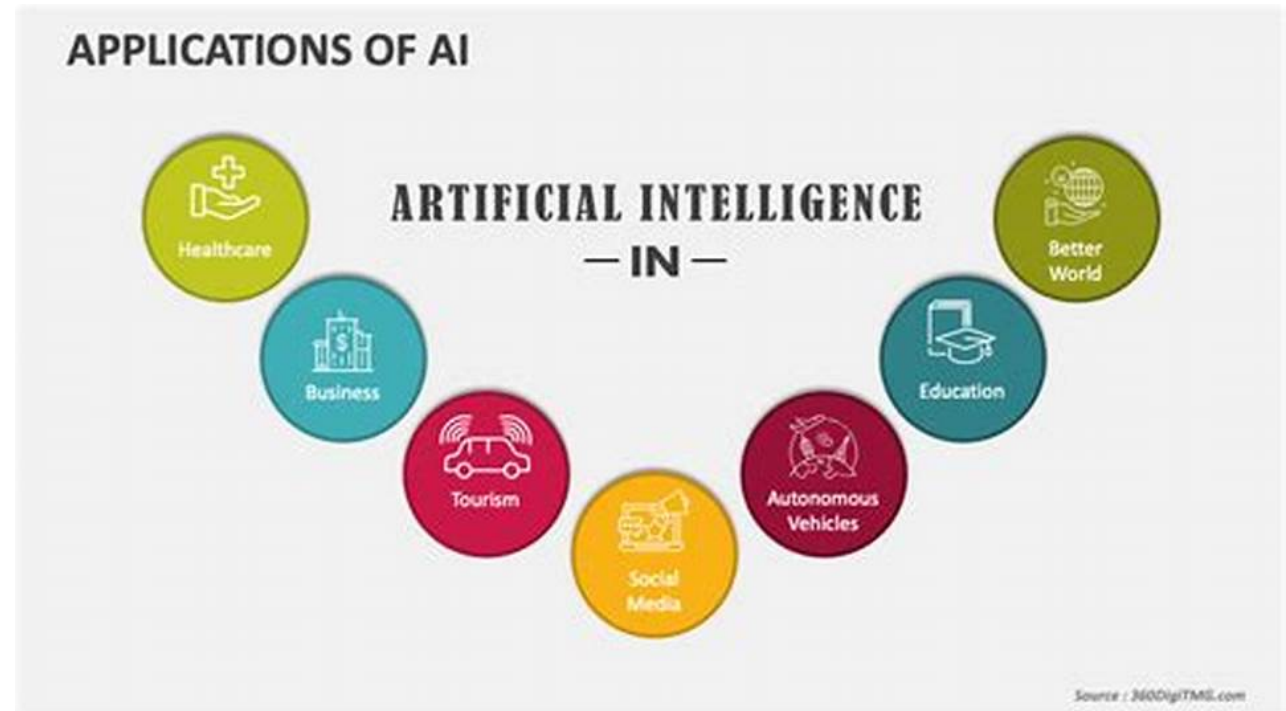 APPLICATIONS OF AI
ARTIFICIAL INTELLIGENCE
IN
Healthcare
Business
$
Tourism
Social
Media
Autonomous
Vehicles
Education
Better
World
Source : 360DigiTMG.com